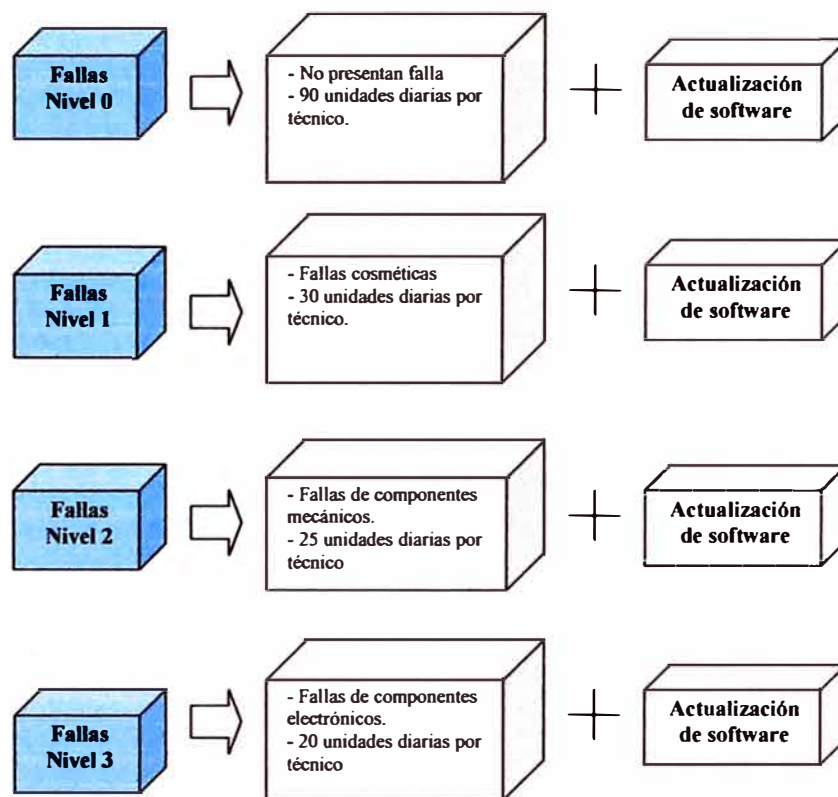 Fallas
Nivel 0
- No presentan falla
- 90 unidades diarias por
técnico.
Actualización
de software
Fallas
Nivel 1
- Fallas cosméticas
- 30 unidades diarias por
técnico.
Actualización
de software
Fallas
Nivel 2
- Fallas de componentes
mecánicos.
- 25 unidades diarias por
técnico
Actualización
de software
Fallas
Nivel 3
- Fallas de componentes
electrónicos.
- 20 unidades diarias por
técnico
Actualización
de software